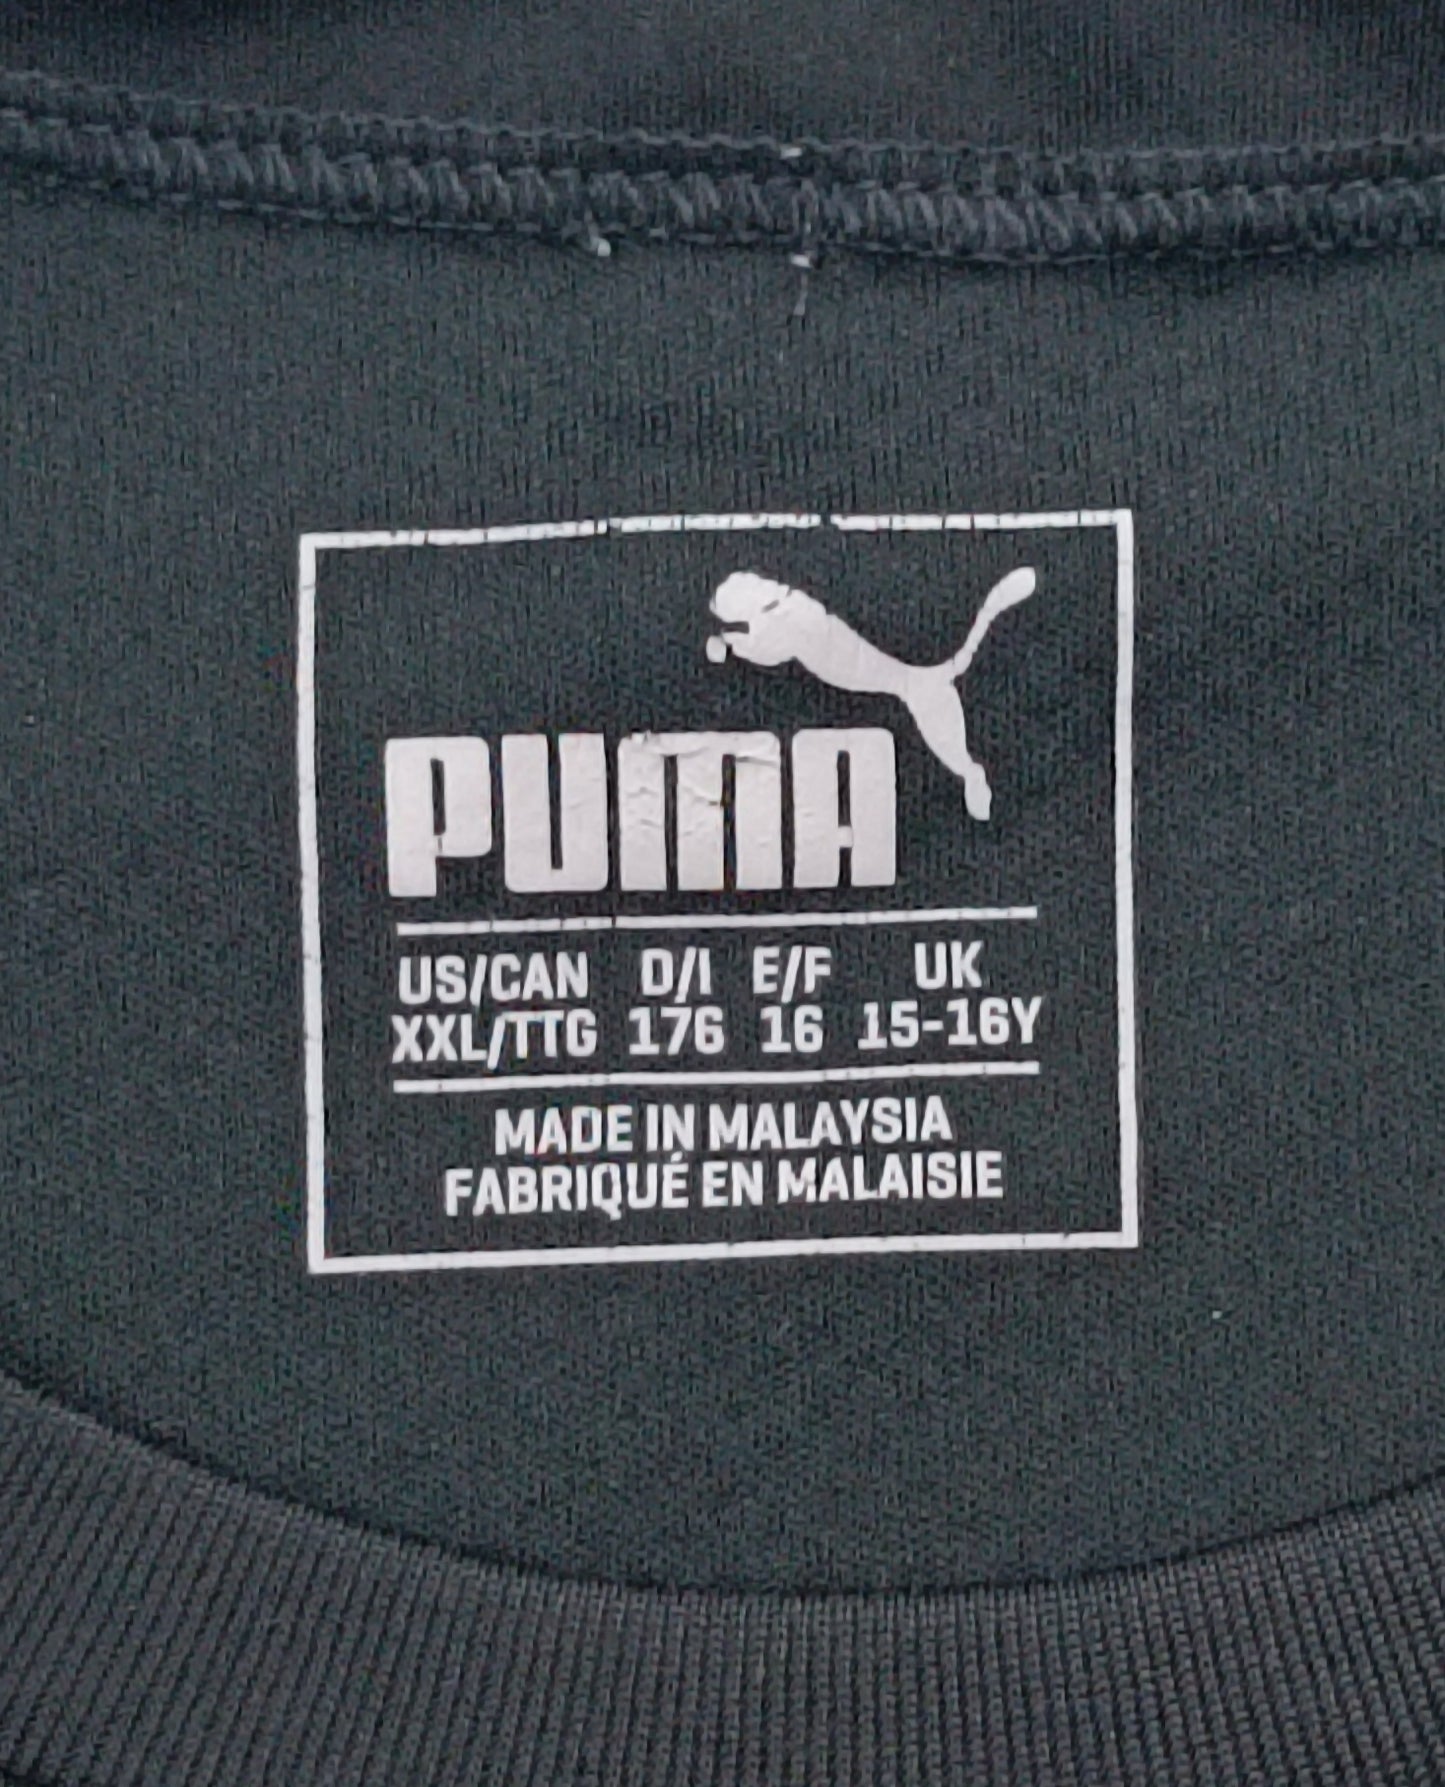 PUMA
US/CAN D/I E/F UK
XXL/TTG 176 16 15-16Y
MADE IN MALAYSIA
FABRIQUÉ EN MALAISIE